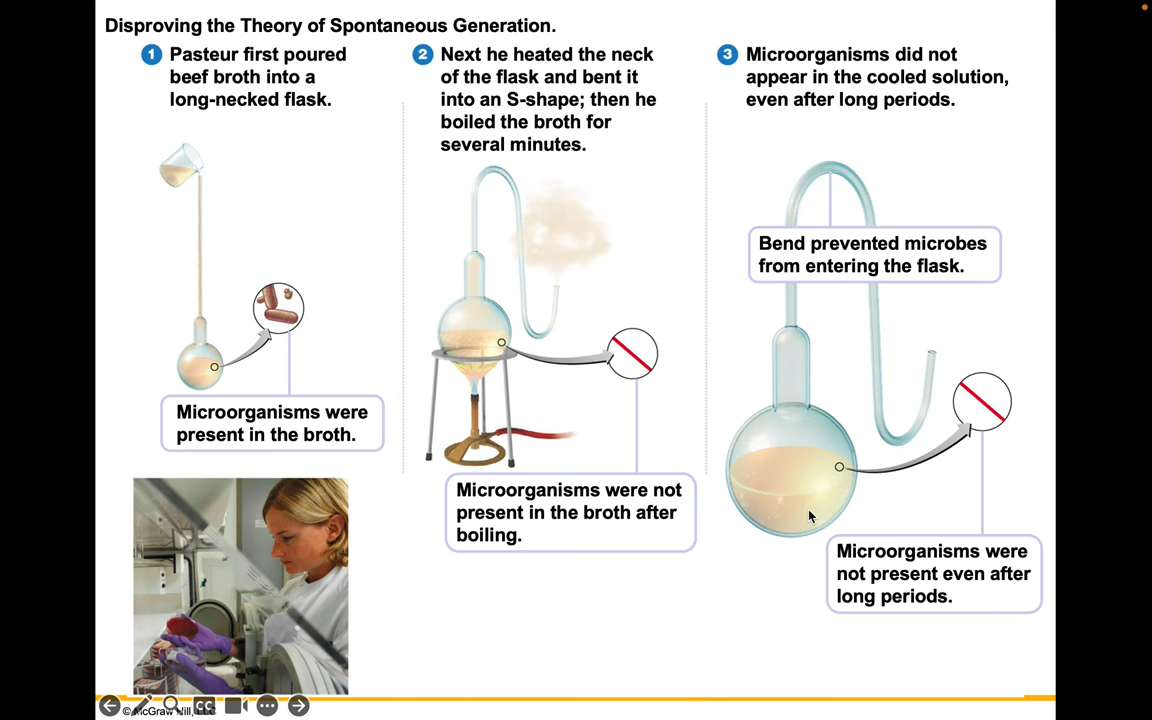 Disproving the Theory of Spontaneous Generation.
1 Pasteur first poured
beef broth into a
long-necked flask.
2 Next he heated the neck
of the flask and bent it
into an S-shape; then he
boiled the broth for
several minutes.
3 Microorganisms did not
appear in the cooled solution,
even after long periods.
Microorganisms were
present in the broth.
Microorganisms were not
present in the broth after
boiling.
Bend prevented microbes
from entering the flask.
Microorganisms were
not present even after
long periods.
CC
© McGraw Hill, LLC